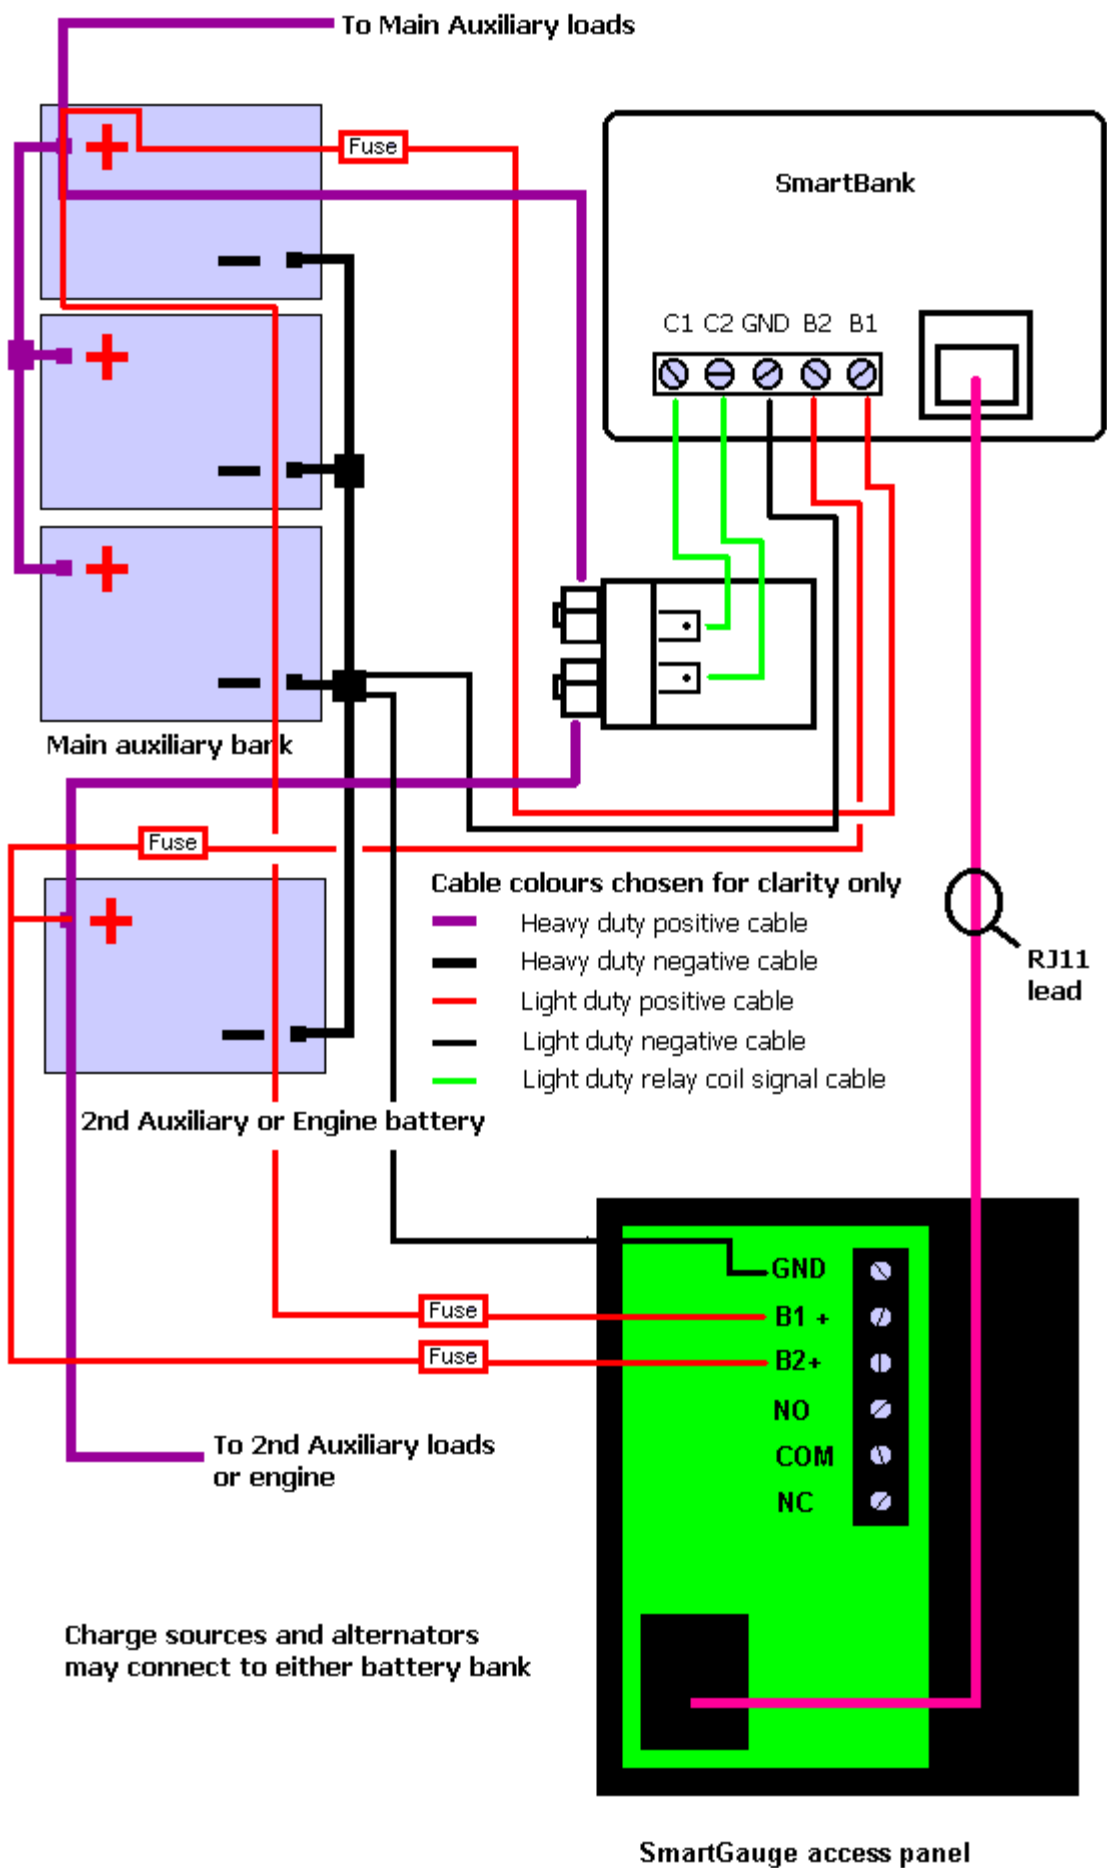 To Main Auxiliary loads
Fuse
SmartBank
C1 C2 GND B2 B1
Main auxiliary bank
Fuse
Cable colours chosen for clarity only
Heavy duty positive cable
Heavy duty negative cable
Light duty positive cable
Light duty negative cable
Light duty relay coil signal cable
RJ11
lead
2nd Auxiliary or Engine battery
GND
Fuse
B1 +
Fuse
B2+
NO
COM
NC
To 2nd Auxiliary loads
or engine
Charge sources and alternators
may connect to either battery bank
SmartGauge access panel